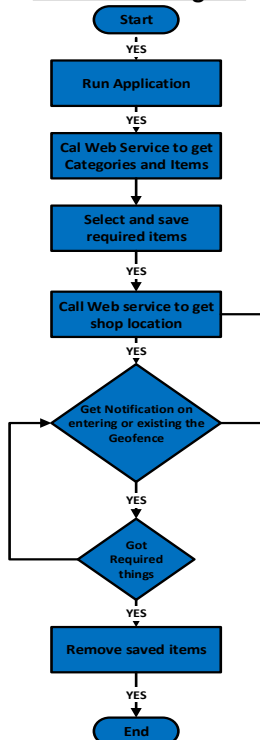 Start
YES
Run Application
YES
Cal Web Service to get
Categories and Items
Select and save
required items
YES
Call Web service to get
shop location
YES
Get Notification on
entering or existing the
Geofence
YES
Got
Required
things
YES
Remove saved items
YES
End